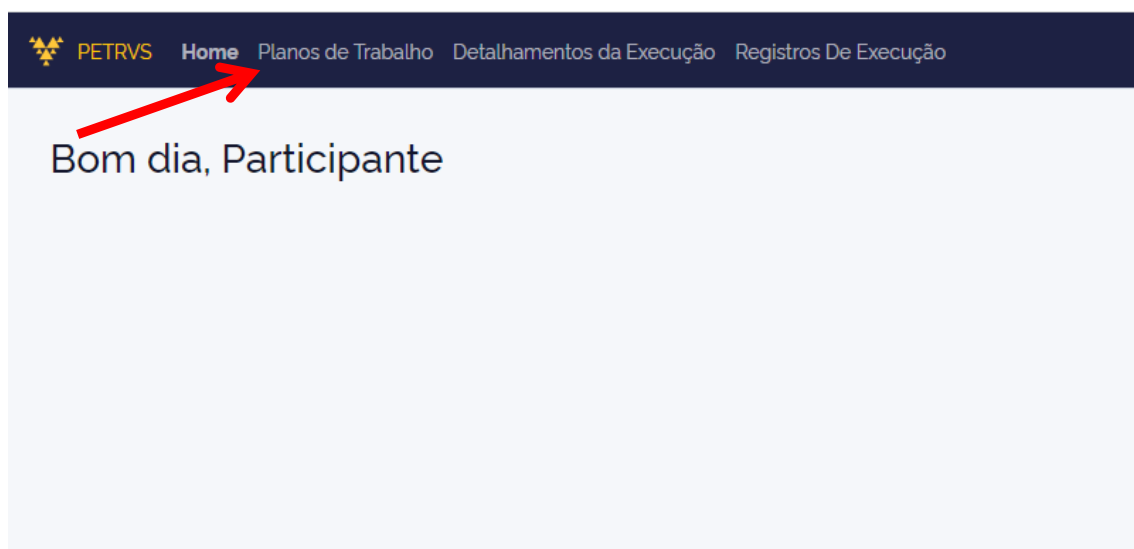 PETRVS Home Planos de Trabalho Detalhamentos da Execução Registros De Execução
Bom dia, Participante